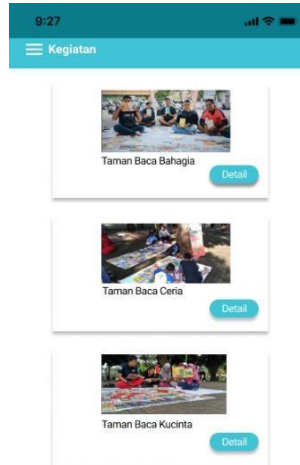 9:27
Kegiatan
Taman Baca Bahagia
Detail
Taman Baca Ceria
Detail
Taman Baca Kucinta
Detail